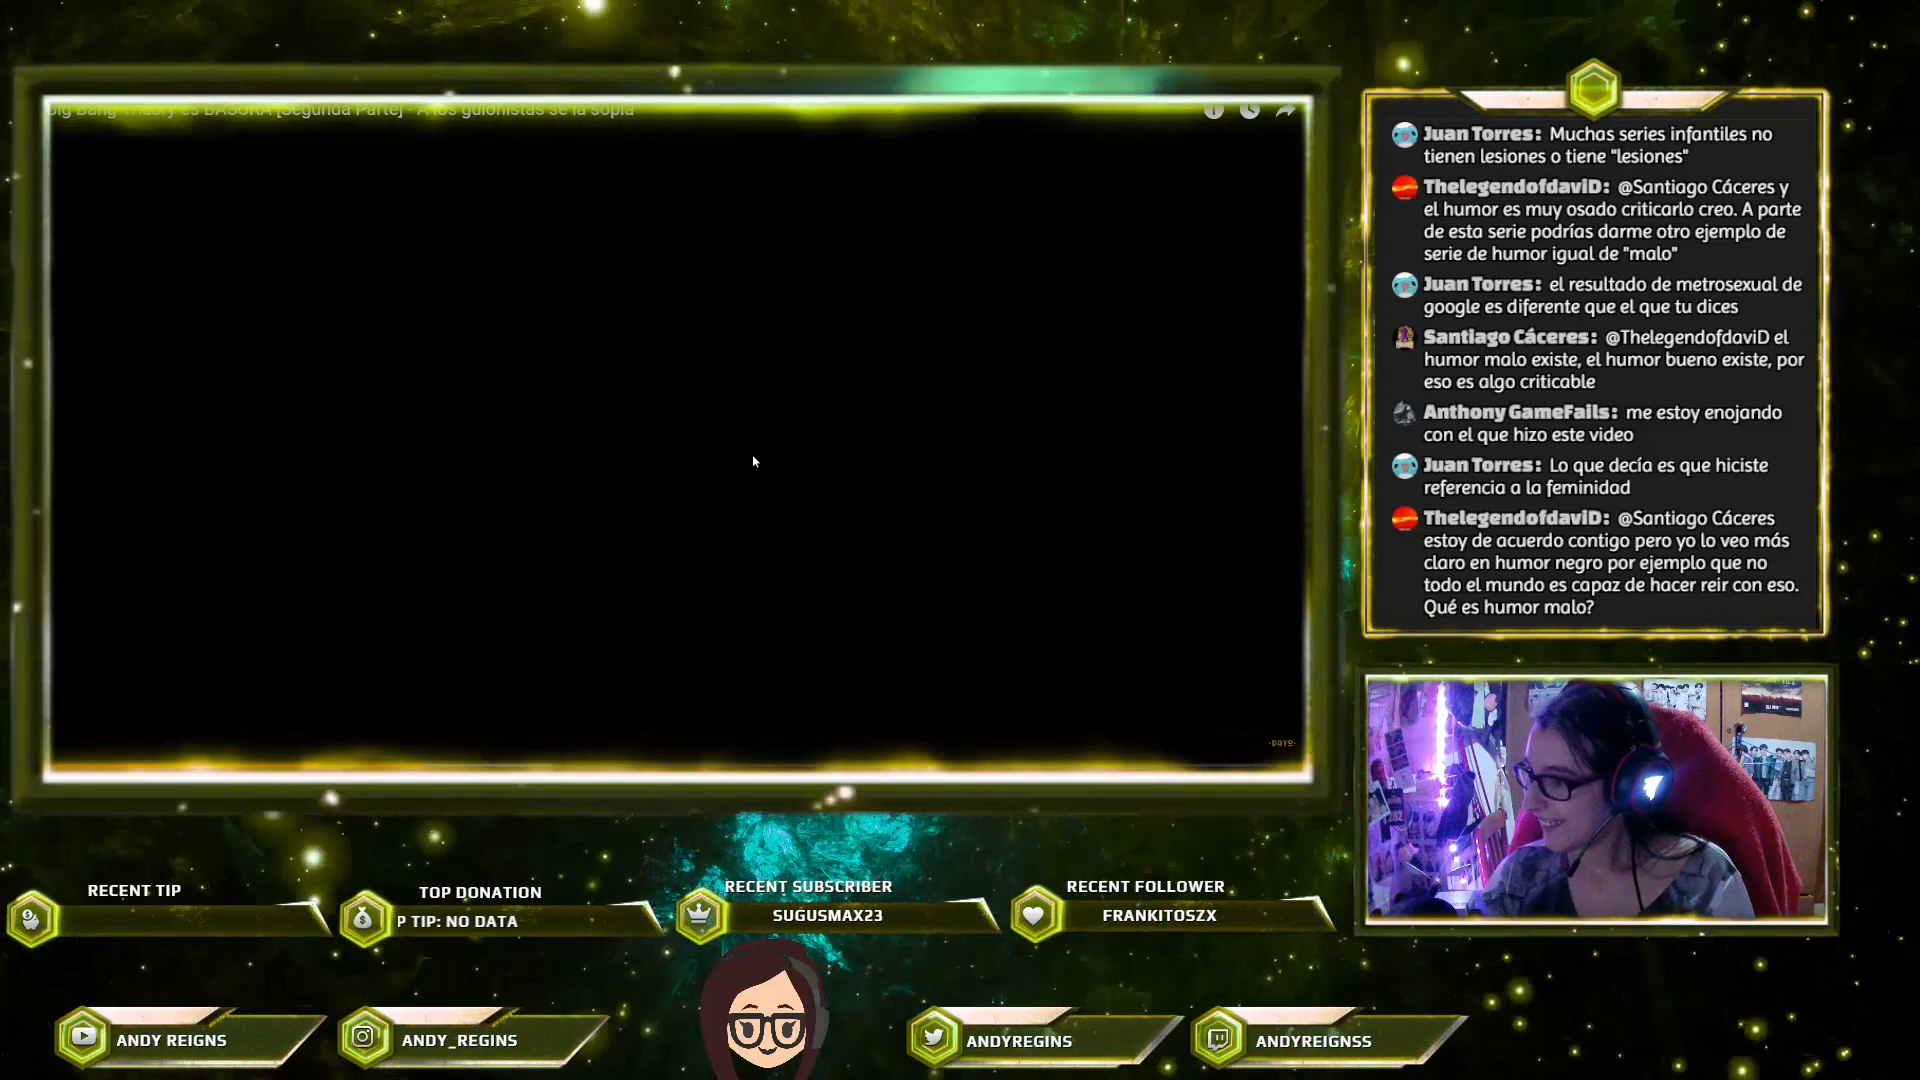 Big Bang Theory es BASURA [Segunda Parte] - A los guionistas se la sopla
Juan Torres: Muchas series infantiles no
tienen lesiones o tiene "lesiones"
ThelegendofdaviD: @Santiago Cáceres y
el humor es muy osado criticarlo creo. A parte
de esta serie podrías darme otro ejemplo de
serie de humor igual de "malo"
Juan Torres: el resultado de metrosexual de
google es diferente que el que tu dices
Santiago Cáceres: @ThelegendofdaviD el
humor malo existe, el humor bueno existe, por
eso es algo criticable
Anthony GameFails: me estoy enojando
con el que hizo este video
Juan Torres: Lo que decía es que hiciste
referencia a la feminidad
ThelegendofdaviD: @Santiago Cáceres
estoy de acuerdo contigo pero yo lo veo más
claro en humor negro por ejemplo que no
todo el mundo es capaz de hacer reir con eso.
Qué es humor malo?
·DAYO·
RECENT TIP
TOP DONATION
P TIP: NO DATA
RECENT SUBSCRIBER
SUGUSMAX23
RECENT FOLLOWER
FRANKITOSZX
ANDY REIGNS
ANDY_REGINS
ANDYREGINS
ANDYREIGNSS